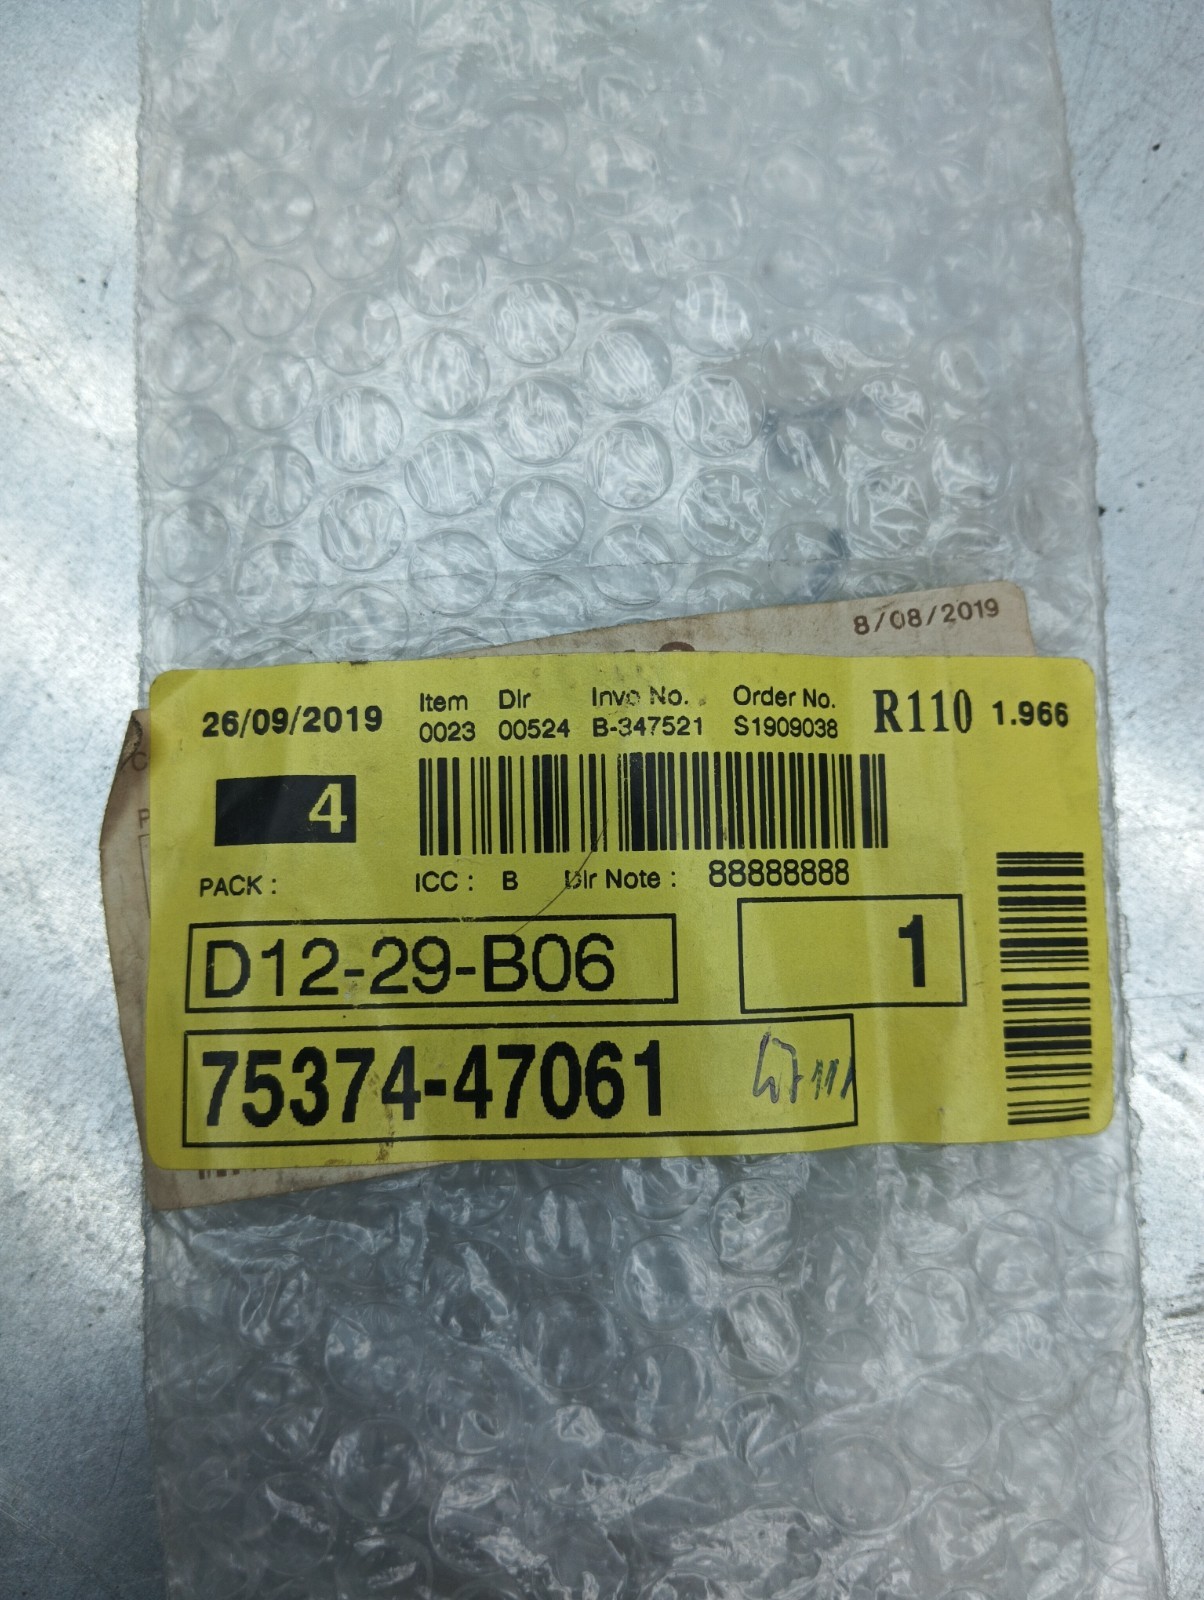 8/08/2019
26/09/2019
Item Dlr Invo No. Order No.
0023 00524 B-347521 S1909038
R110 1.966
4
PACK : ICC : B Dlr Note : 88888888
D12-29-B06
1
75374-47061